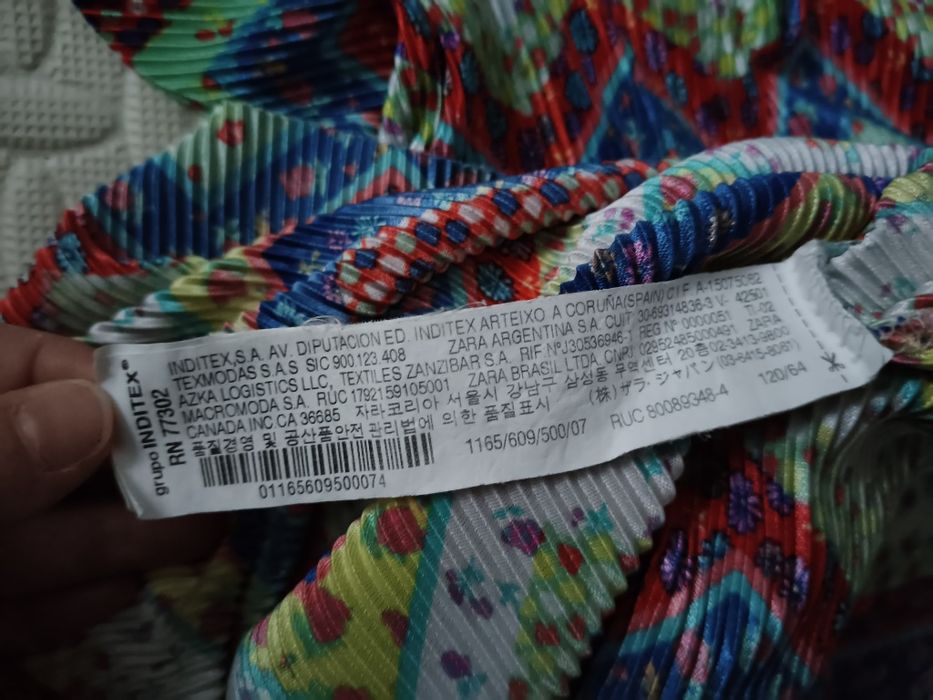 grupo INDITEX®
RN 77302
INDITEX,S.A. AV. DIPUTACION ED. INDITEX ARTEIXO A CORUÑA(SPAIN) C I F A-15075062
TEXMODAS S.A.S SIC 900.123 408 ZARA ARGENTINA S.A. CUIT 30-69314836-3 V- 42501
AZKA LOGISTICS LLC, TEXTILES ZANZIBAR S.A. RIF.NºJ30536946-1 REG Nº 0000051 TI-02
MACROMODA S.A. RUC 1792159105001 ZARA BRASIL LTDA. CNPJ 02852485000491 ZARA
CANADA INC.CA 36685 자라코리아 서울시 강남구 삼성동 무역센터 20층 02-3413-9809
품질경영 및 공산품안전 관리법에 의한 품질표시 (株)ザラ・ジャパン (03-6415-8061)
1165/609/500/07 RUC 80089348-4 120/64
01165609500074